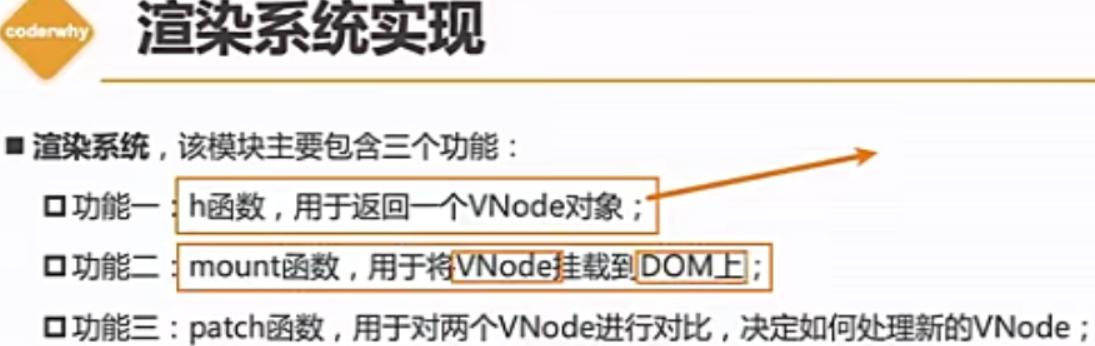 coderwhy
渲染系统实现
渲染系统，该模块主要包含三个功能：
功能一：h函数，用于返回一个VNode对象；
功能二：mount函数，用于将VNode挂载到DOM上；
功能三：patch函数，用于对两个VNode进行对比，决定如何处理新的VNode；